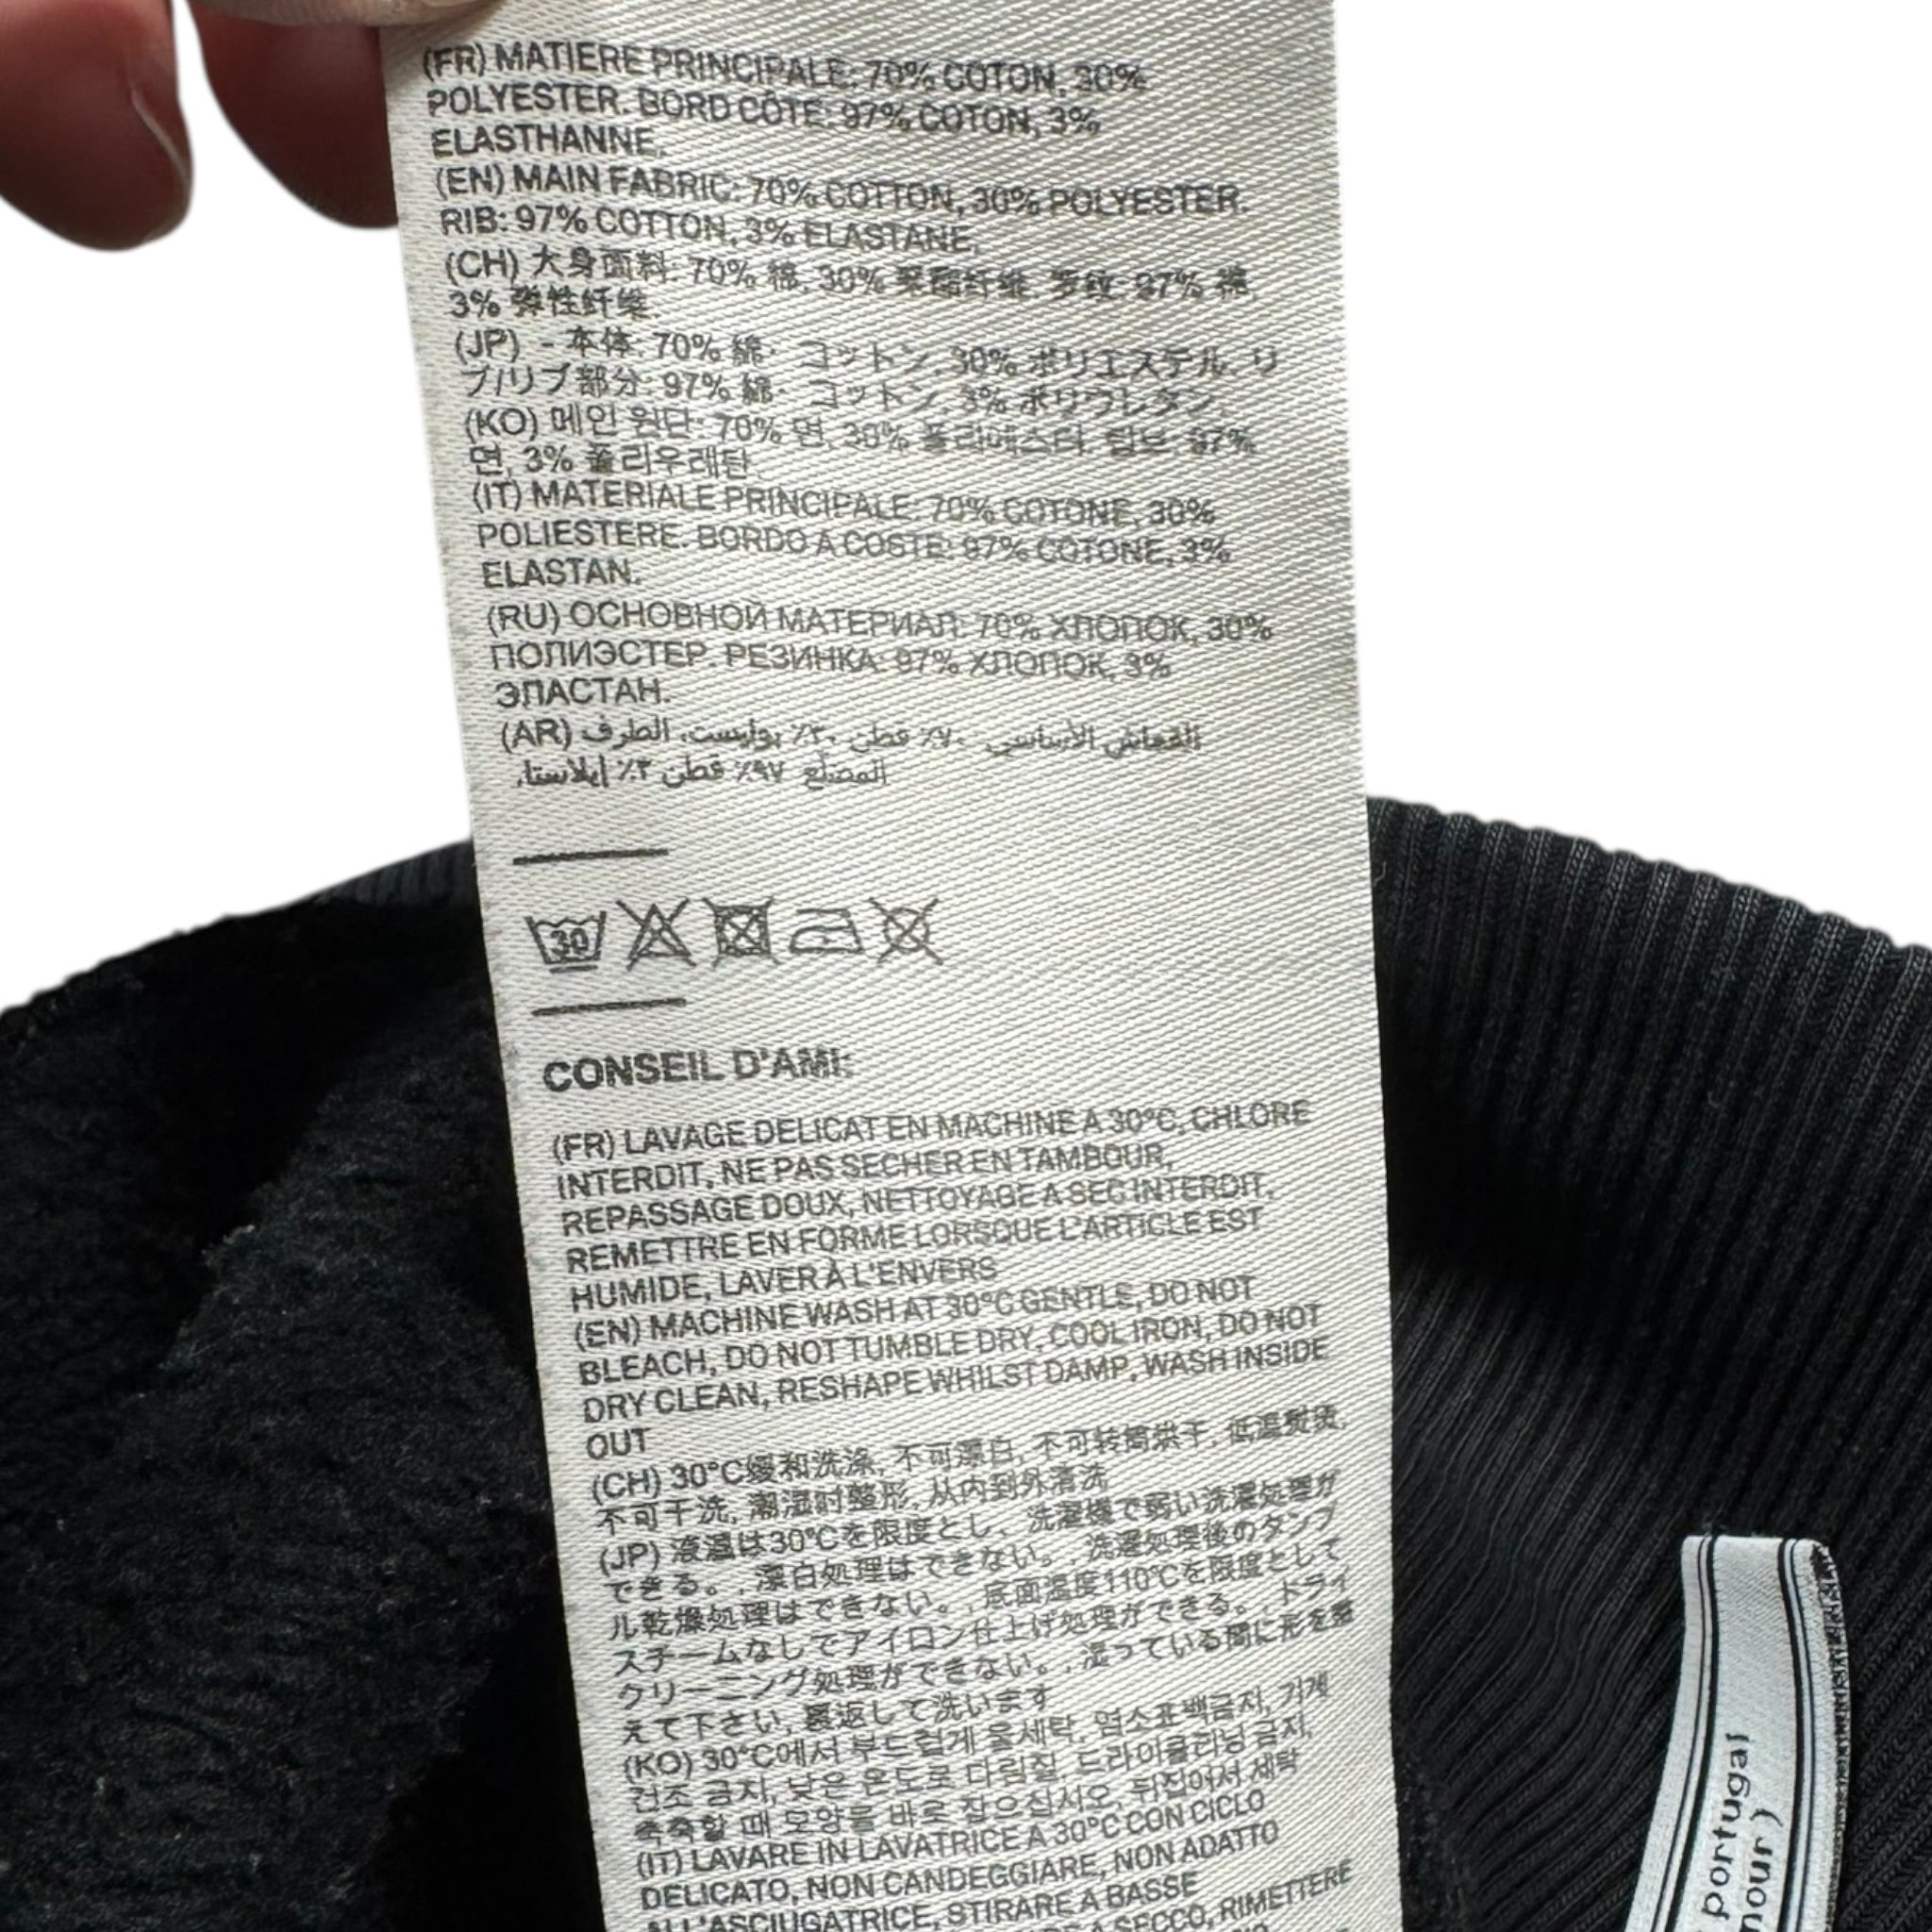 (FR) MATIERE PRINCIPALE: 70% COTON, 30%
POLYESTER. BORD CÔTE: 97% COTON, 3%
ELASTHANNE.
(EN) MAIN FABRIC: 70% COTTON, 30% POLYESTER.
RIB: 97% COTTON, 3% ELASTANE.
(CH) 大身面料: 70% 棉, 30% 聚酯纤维. 罗纹: 97% 棉,
3% 弹性纤维.
(JP) - 本体: 70% 綿・ コットン, 30% ポリエステル. リ
ブ/リブ部分: 97% 綿・ コットン, 3% ポリウレタン.
(KO) 메인 원단: 70% 면, 30% 폴리에스터. 립브: 97%
면, 3% 폴리우레탄.
(IT) MATERIALE PRINCIPALE: 70% COTONE, 30%
POLIESTERE. BORDO A COSTE: 97% COTONE, 3%
ELASTAN.
(RU) ОСНОВНОЙ МАТЕРИАЛ: 70% ХЛОПОК, 30%
ПОЛИЭСТЕР. РЕЗИНКА: 97% ХЛОПОК, 3%
ЭЛАСТАН.
(AR) القماش الأساسي ٧٠٪ قطن ٣٠٪ بوليست. الطرف
المضلع ٩٧٪ قطن ٣٪ إيلاستا.
30
CONSEIL D'AMI:
(FR) LAVAGE DELICAT EN MACHINE A 30°C, CHLORE
INTERDIT, NE PAS SECHER EN TAMBOUR,
REPASSAGE DOUX, NETTOYAGE A SEC INTERDIT,
REMETTRE EN FORME LORSQUE L'ARTICLE EST
HUMIDE, LAVER À L'ENVERS
(EN) MACHINE WASH AT 30°C GENTLE, DO NOT
BLEACH, DO NOT TUMBLE DRY, COOL IRON, DO NOT
DRY CLEAN, RESHAPE WHILST DAMP, WASH INSIDE
OUT
(CH) 30°C缓和洗涤, 不可漂白, 不可转筒烘干, 低温熨烫,
不可干洗, 潮湿时整形, 从内到外清洗
(JP) 液温は30℃を限度とし、洗濯機で弱い洗濯処理が
できる。, 漂白処理はできない。, 洗濯処理後のタンブ
ル乾燥処理はできない。, 底面温度110℃を限度として
スチームなしでアイロン仕上げ処理ができる。, ドライ
クリーニング処理ができない。, 湿っている間に形を整
えて下さい, 裏返して洗います
(KO) 30°C에서 부드럽게 울세탁, 염소표백금지, 기계
건조 금지, 낮은 온도로 다림질, 드라이클리닝 금지,
축축할 때 모양을 바로 잡으십시오, 뒤집어서 세탁
(IT) LAVARE IN LAVATRICE A 30°C CON CICLO
DELICATO, NON CANDEGGIARE, NON ADATTO
ALL'ASCIUGATRICE, STIRARE A BASSE
A SECCO, RIMETTERE
portugal
mour )